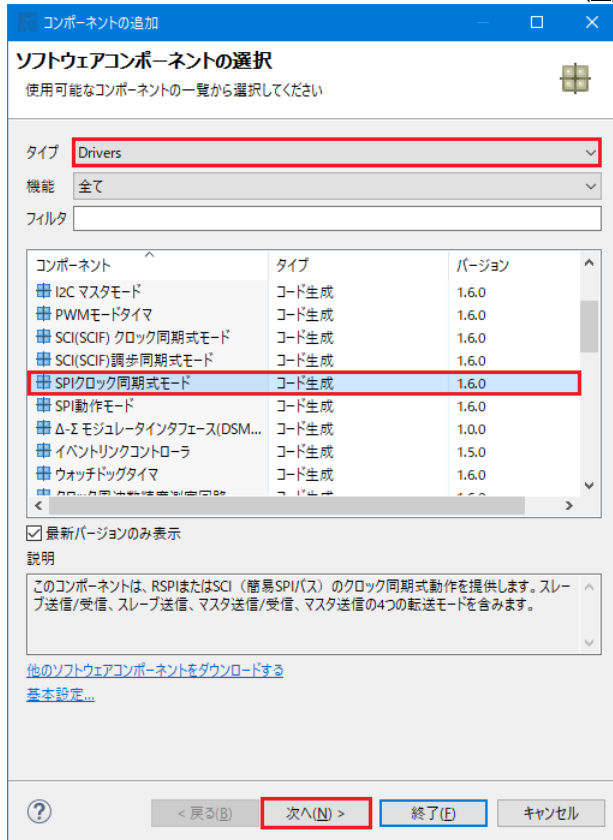 コンポーネントの追加
ソフトウェアコンポーネントの選択
使用可能なコンポーネントの一覧から選択してください
タイプ Drivers
機能 全て
フィルタ
コンポーネント タイプ バージョン
I2C マスタモード コード生成 1.6.0
PWMモードタイマ コード生成 1.6.0
SCI(SCIF) クロック同期式モード コード生成 1.6.0
SCI(SCIF)調歩同期式モード コード生成 1.6.0
SPIクロック同期式モード コード生成 1.6.0
SPI動作モード コード生成 1.6.0
Δ-Σ モジュレータインタフェース(DSM... コード生成 1.0.0
イベントリンクコントローラ コード生成 1.5.0
ウォッチドッグタイマ コード生成 1.6.0
最新バージョンのみ表示
説明
このコンポーネントは、RSPIまたはSCI（簡易SPIバス）のクロック同期式動作を提供します。スレー
ブ送信/受信、スレーブ送信、マスタ送信/受信、マスタ送信の4つの転送モードを含みます。
他のソフトウェアコンポーネントをダウンロードする
基本設定...
< 戻る(B) 次へ(N) > 終了(F) キャンセル